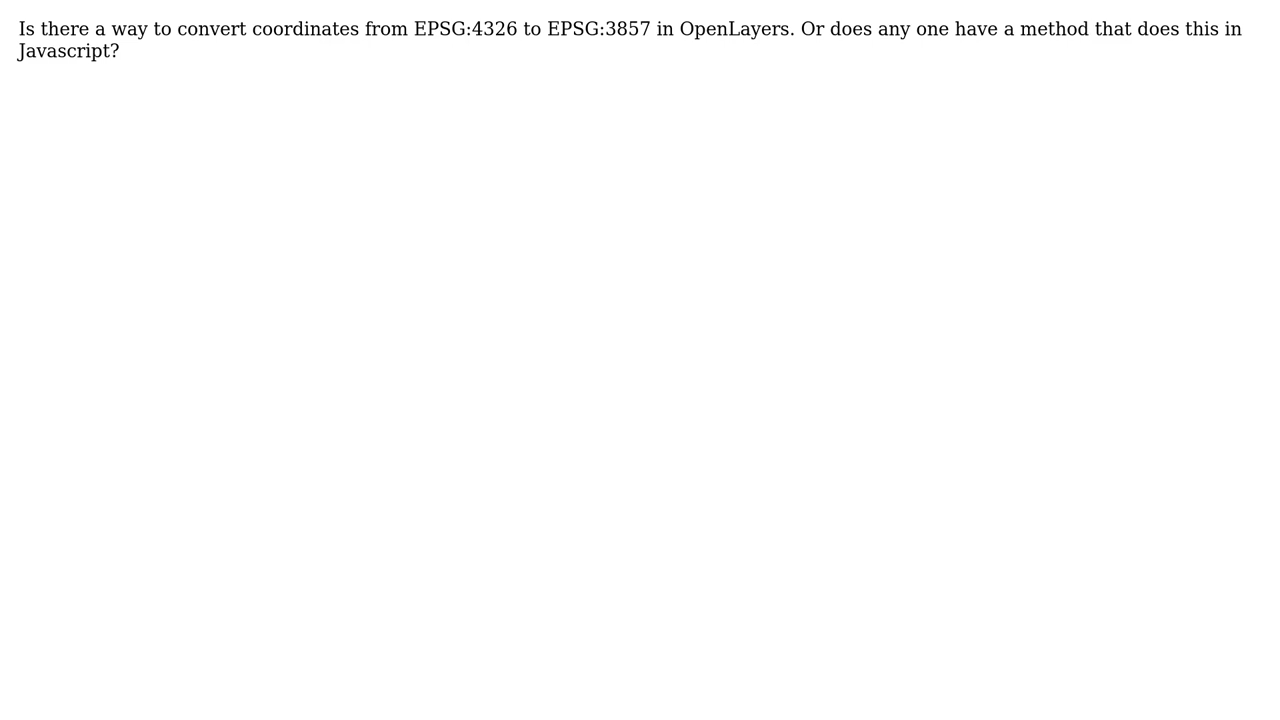 Is there a way to convert coordinates from EPSG:4326 to EPSG:3857 in OpenLayers. Or does any one have a method that does this in
Javascript?